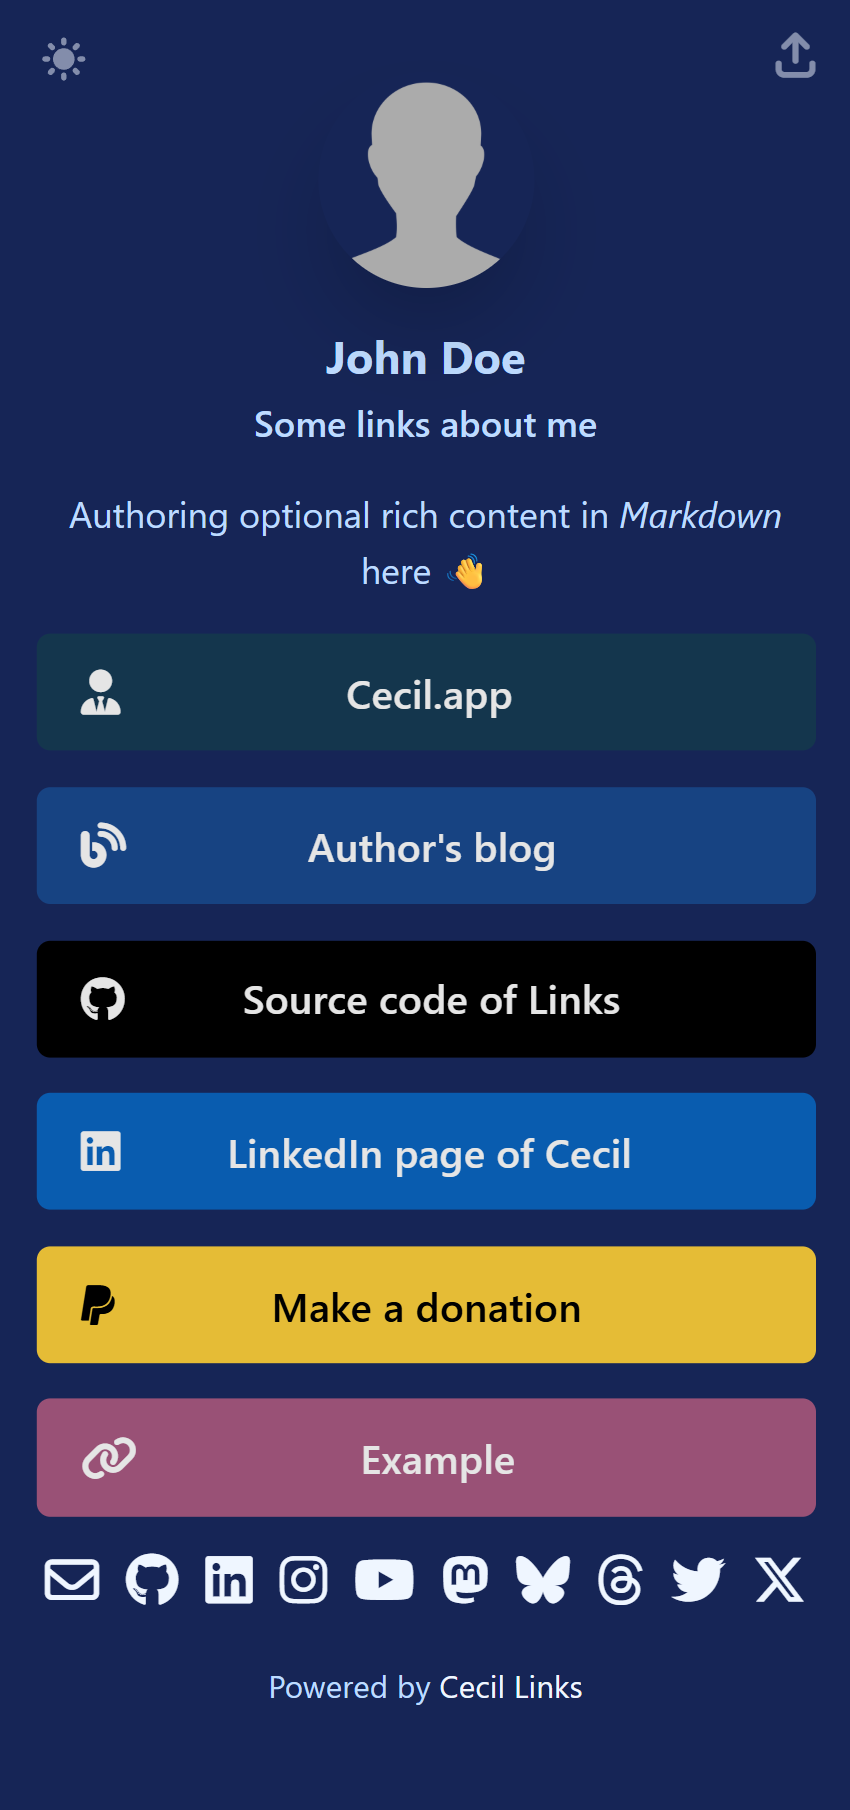 John Doe
Some links about me
Authoring optional rich content in Markdown
here 👋
Cecil.app
Author's blog
Source code of Links
LinkedIn page of Cecil
Make a donation
Example
Powered by Cecil Links